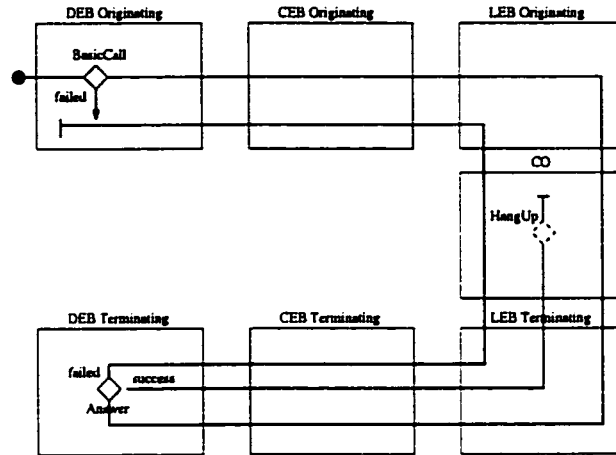 DEB Originating
CEB Originating
LEB Originating
BasicCall
failed
CO
HangUp
DEB Terminating
CEB Terminating
LEB Terminating
failed
success
Answer